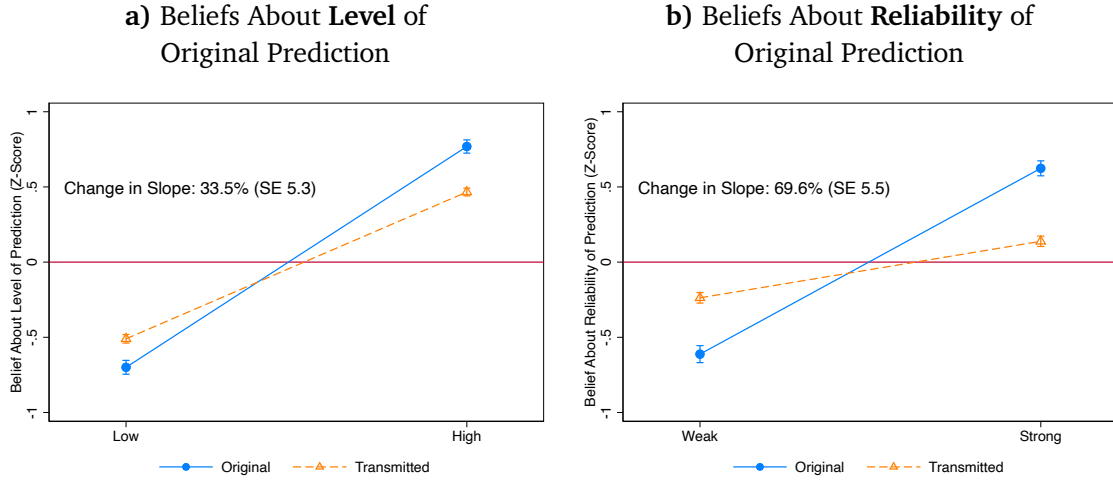 a) Beliefs About Level of
Original Prediction
Belief About Level of Prediction (Z-Score)
1
.5
0
-.5
-1
Change in Slope: 33.5% (SE 5.3)
Low
High
Original
Transmitted
b) Beliefs About Reliability of
Original Prediction
Belief About Reliability of Prediction (Z-Score)
1
.5
0
-.5
-1
Change in Slope: 69.6% (SE 5.5)
Weak
Strong
Original
Transmitted